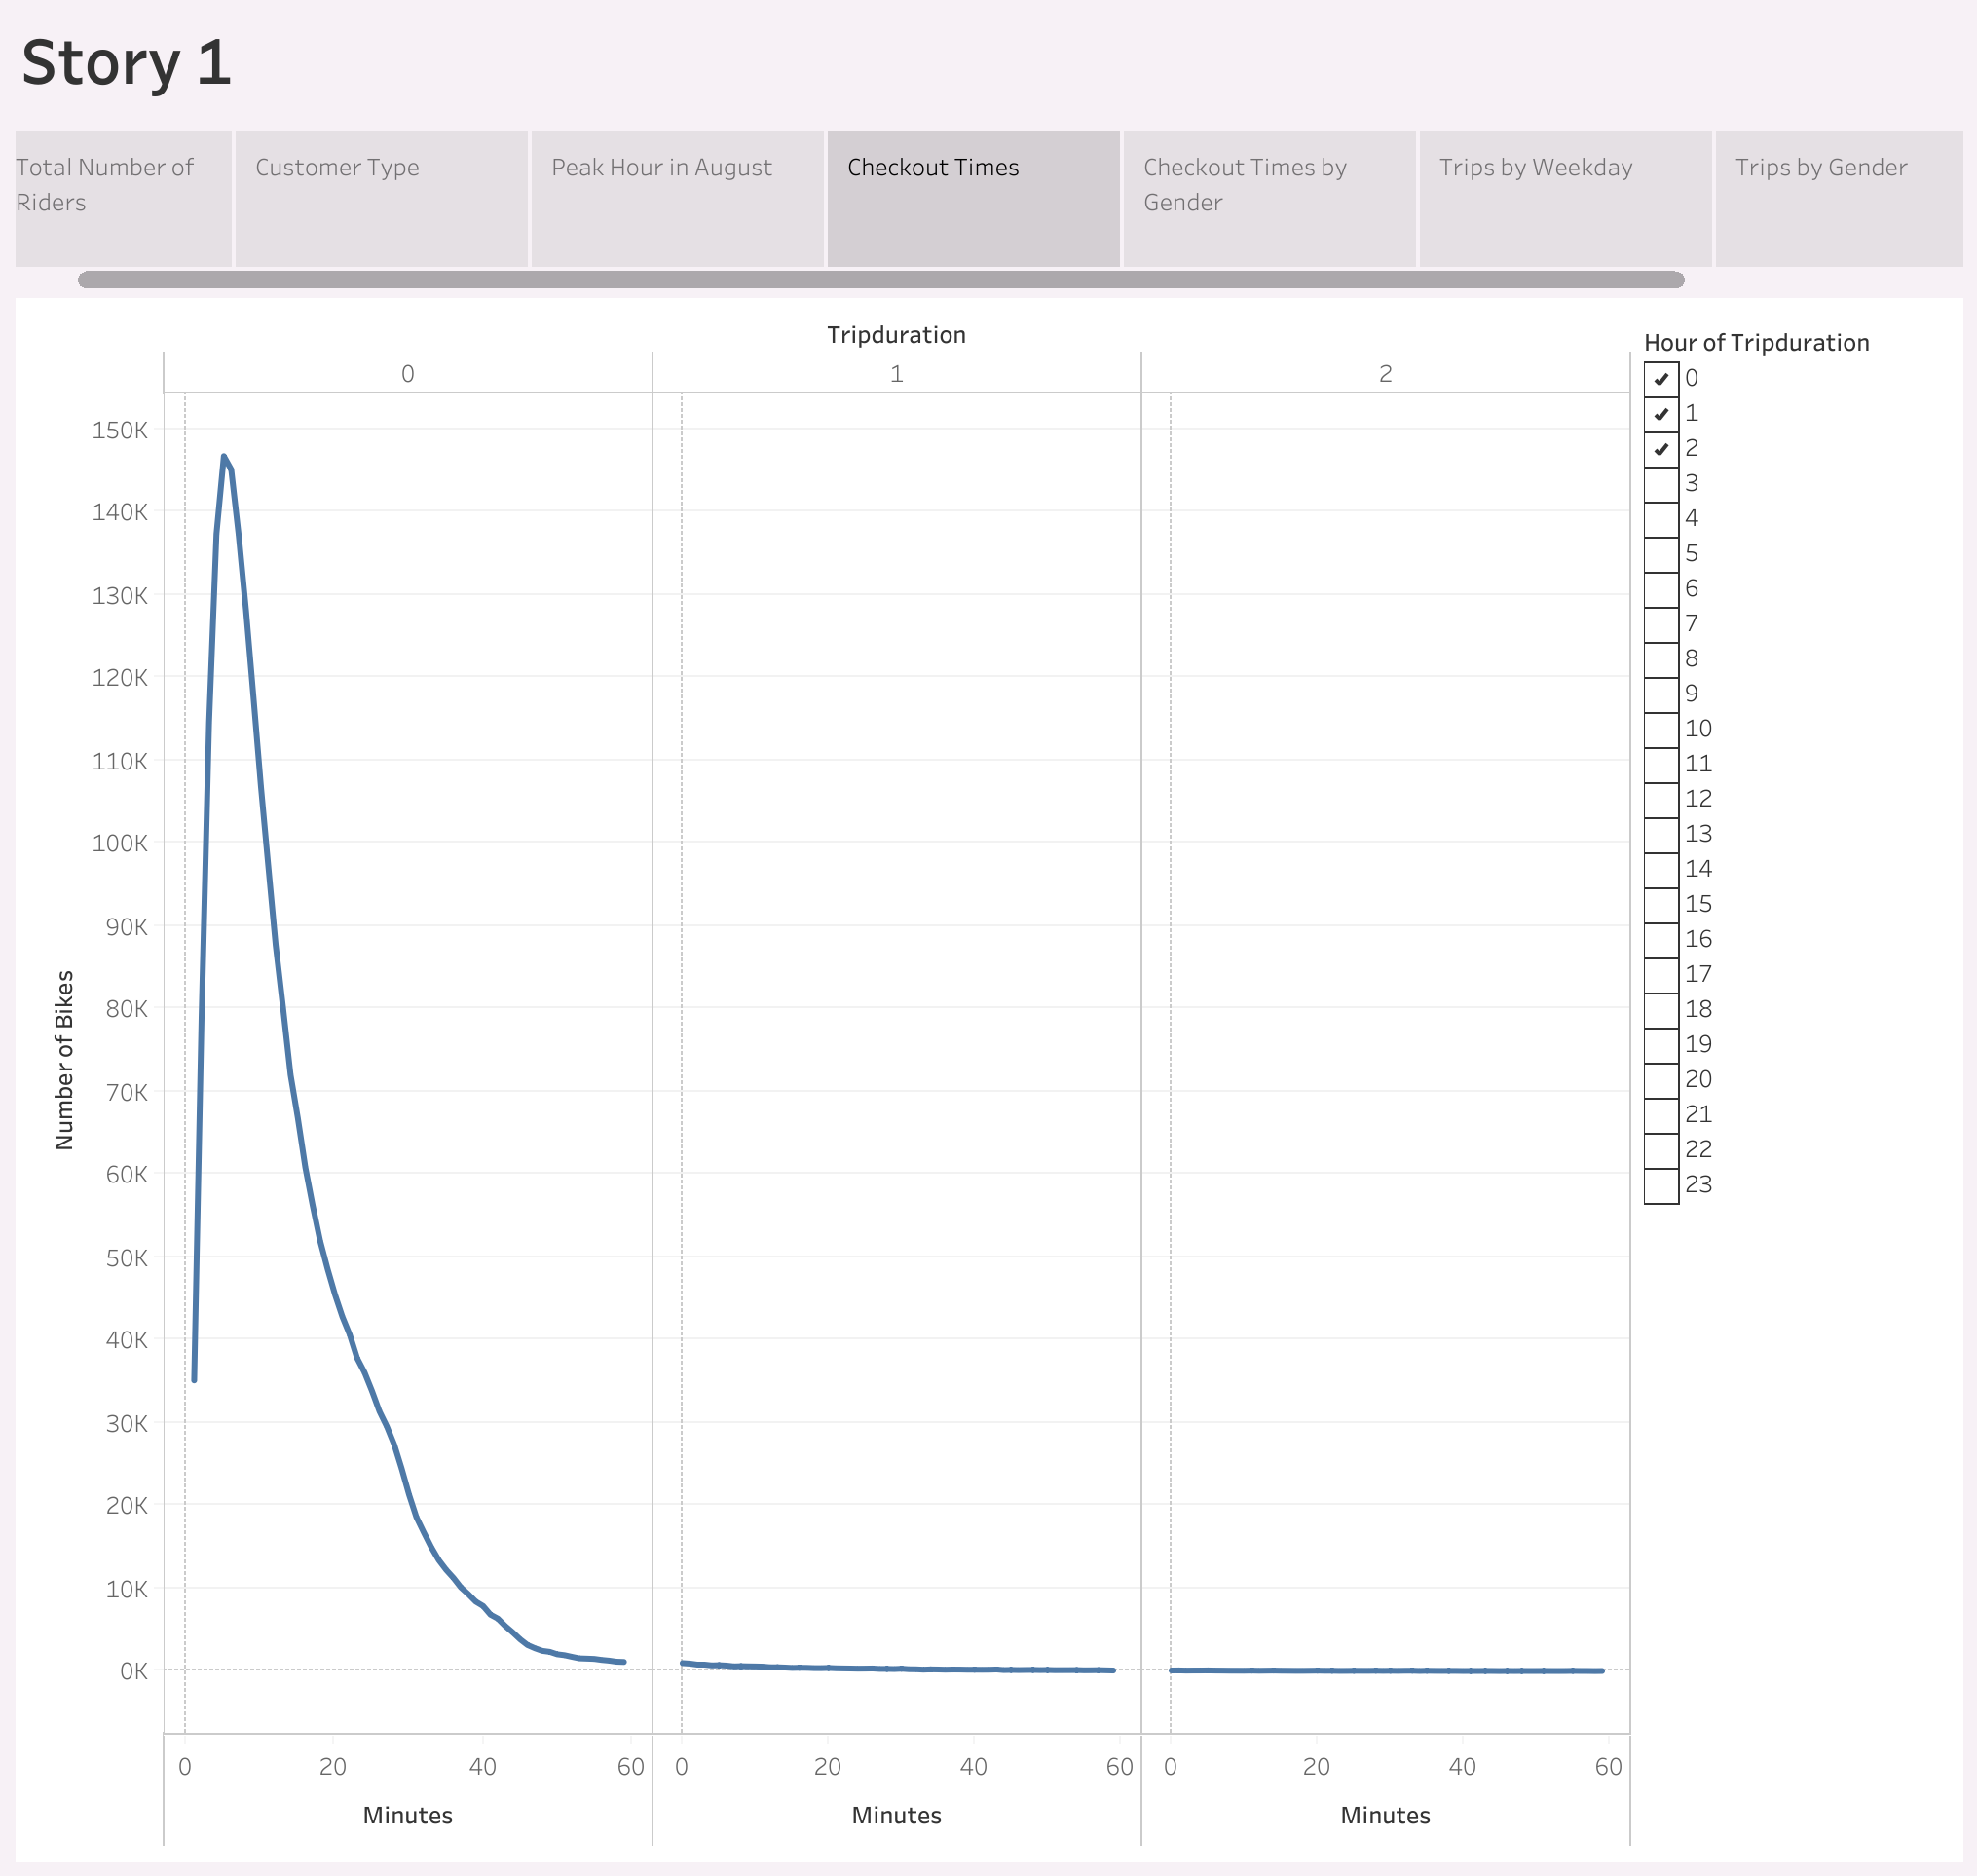 Story 1
Total Number of
Riders
Customer Type
Peak Hour in August
Checkout Times
Checkout Times by
Gender
Trips by Weekday
Trips by Gender
Tripduration
0 1 2
150K
140K
130K
120K
110K
100K
90K
80K
70K
60K
50K
40K
30K
20K
10K
0K
Number of Bikes
0 20 40 60 0 20 40 60 0 20 40 60
Minutes Minutes Minutes
Hour of Tripduration
0
1
2
3
4
5
6
7
8
9
10
11
12
13
14
15
16
17
18
19
20
21
22
23